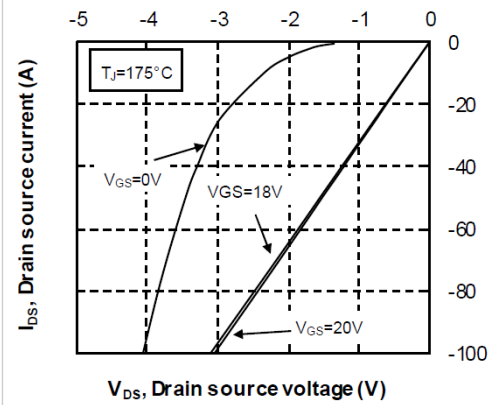 -5 -4 -3 -2 -1 0
TJ=175°C
0
-20
-40
-60
-80
-100
VGS=0V
VGS=18V
VGS=20V
IDS, Drain source current (A)
VDS, Drain source voltage (V)